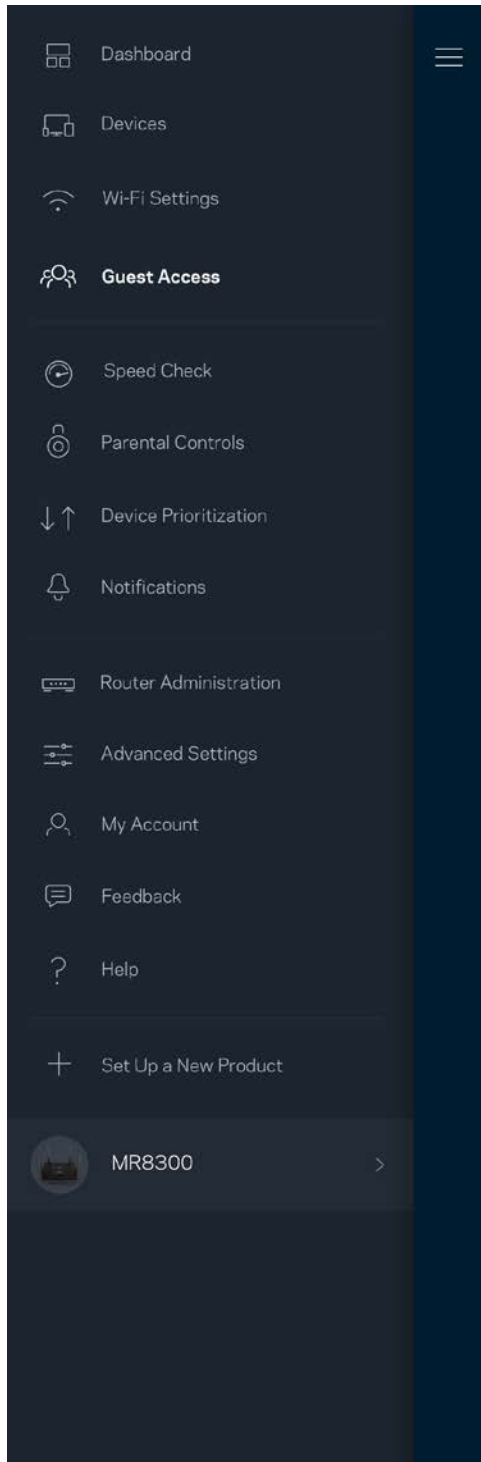 Dashboard
Devices
Wi-Fi Settings
Guest Access
Speed Check
Parental Controls
Device Prioritization
Notifications
Router Administration
Advanced Settings
My Account
Feedback
Help
Set Up a New Product
MR8300